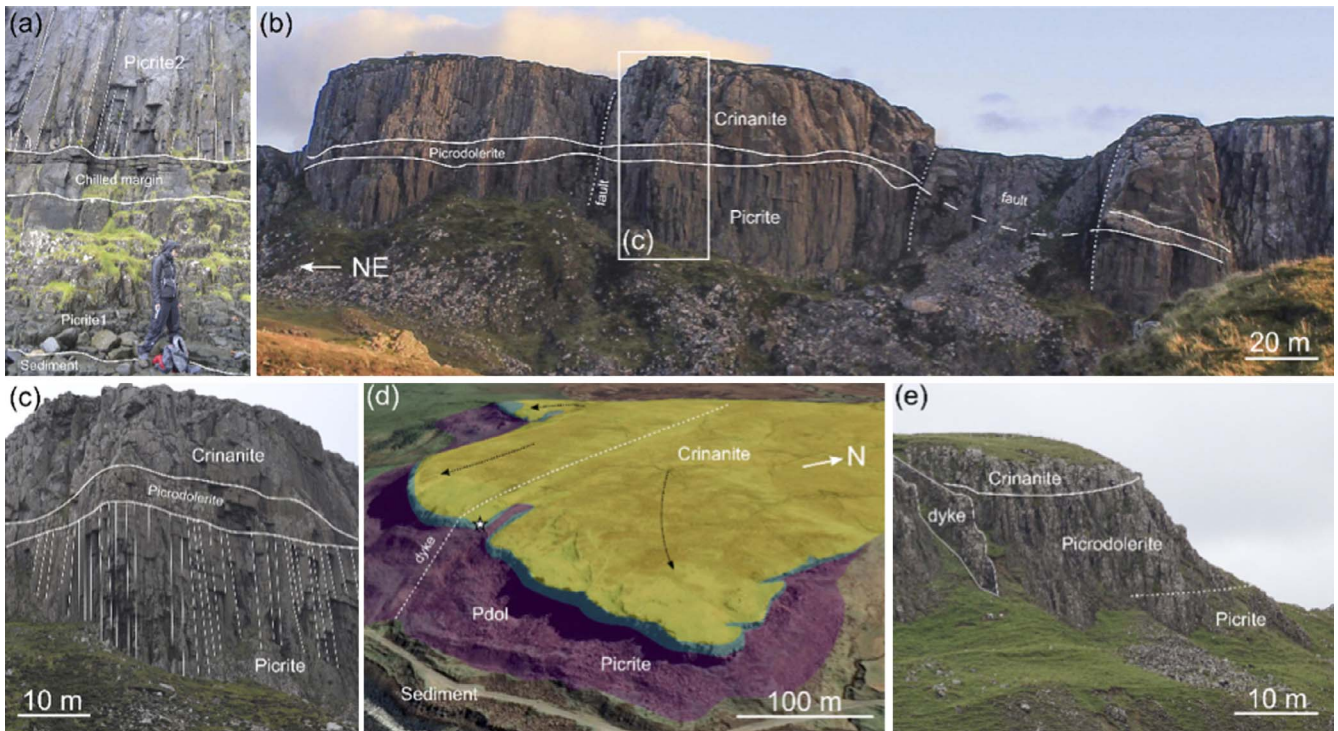 (a)
Picrite2
Chilled margin
Picrite1
Sediment
(b)
Crinanite
Picrodolerite
fault
fault
Picrite
(c)
NE
20 m
(c)
Crinanite
Picrodolerite
Picrite
10 m
(d)
Crinanite
N
dyke
Pdol
Picrite
Sediment
100 m
(e)
Crinanite
dyke
Picrodolerite
Picrite
10 m